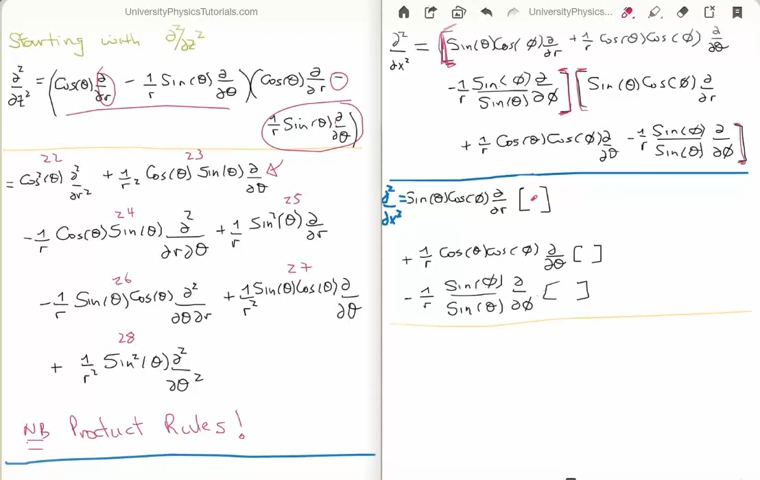 UniversityPhysicsTutorials.com
Starting with ∂²/∂z²
∂²/∂z² = (Cos(θ) ∂/∂r − 1/r Sin(θ) ∂/∂θ)(Cos(θ) ∂/∂r −
1/r Sin(θ) ∂/∂θ)
22 23
= Cos²(θ) ∂²/∂r² + 1/r² Cos(θ) Sin(θ) ∂/∂θ
24 25
− 1/r Cos(θ) Sin(θ) ∂²/∂r∂θ + 1/r Sin²(θ) ∂/∂r
26 27
− 1/r Sin(θ) Cos(θ) ∂²/∂θ∂r + 1/r² Sin(θ) Cos(θ) ∂/∂θ
28
+ 1/r² Sin²(θ) ∂²/∂θ²
NB Product Rules!
UniversityPhysicsTutorials....
∂²/∂x² = [Sin(θ) Cos(ϕ) ∂/∂r + 1/r Cos(θ) Cos(ϕ) ∂/∂θ
− 1/r Sin(ϕ)/Sin(θ) ∂/∂ϕ] [Sin(θ) Cos(ϕ) ∂/∂r
+ 1/r Cos(θ) Cos(ϕ) ∂/∂θ − 1/r Sin(ϕ)/Sin(θ) ∂/∂ϕ]
∂²/∂x² = Sin(θ) Cos(ϕ) ∂/∂r [ ]
+ 1/r Cos(θ) Cos(ϕ) ∂/∂θ [ ]
− 1/r Sin(ϕ)/Sin(θ) ∂/∂ϕ [ ]